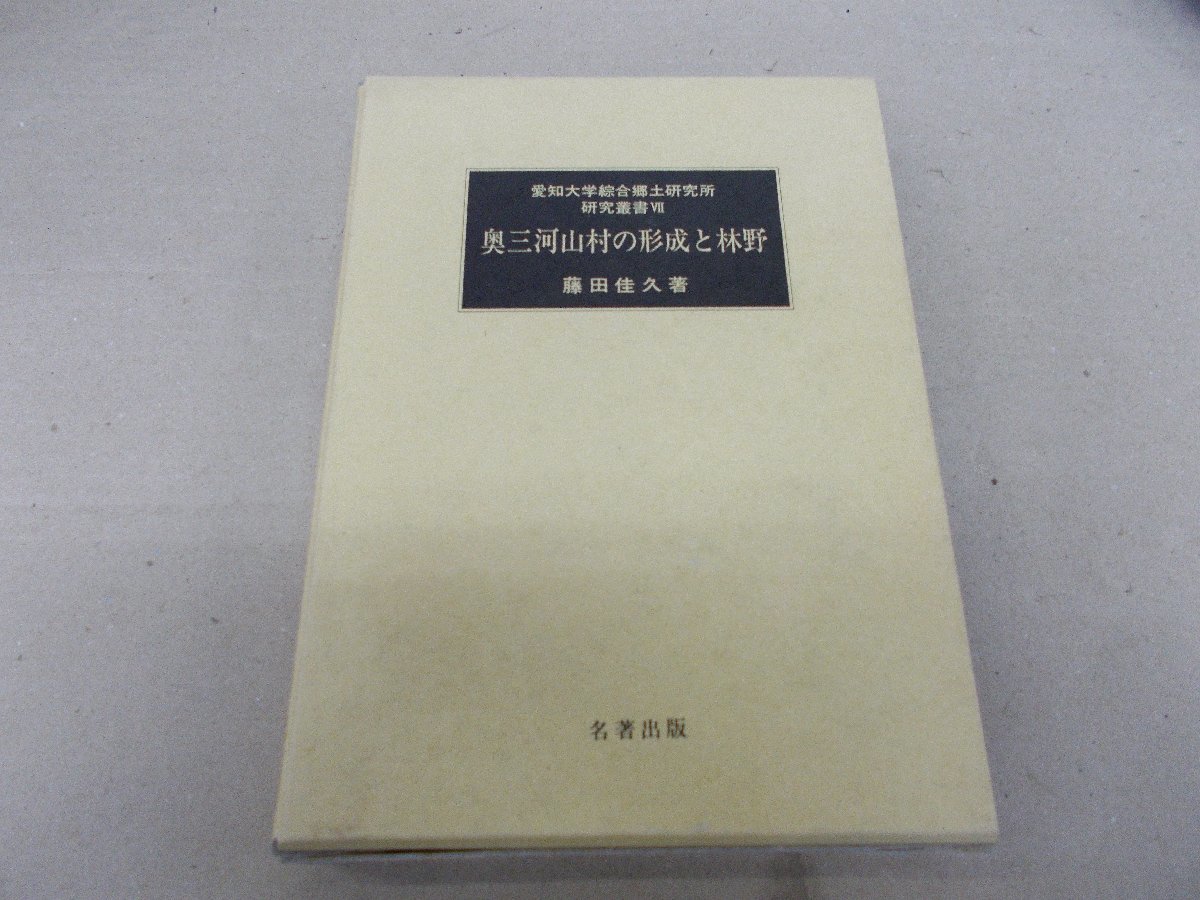 愛知大学綜合郷土研究所
研究叢書Ⅶ
奥三河山村の形成と林野
藤田佳久著
名著出版